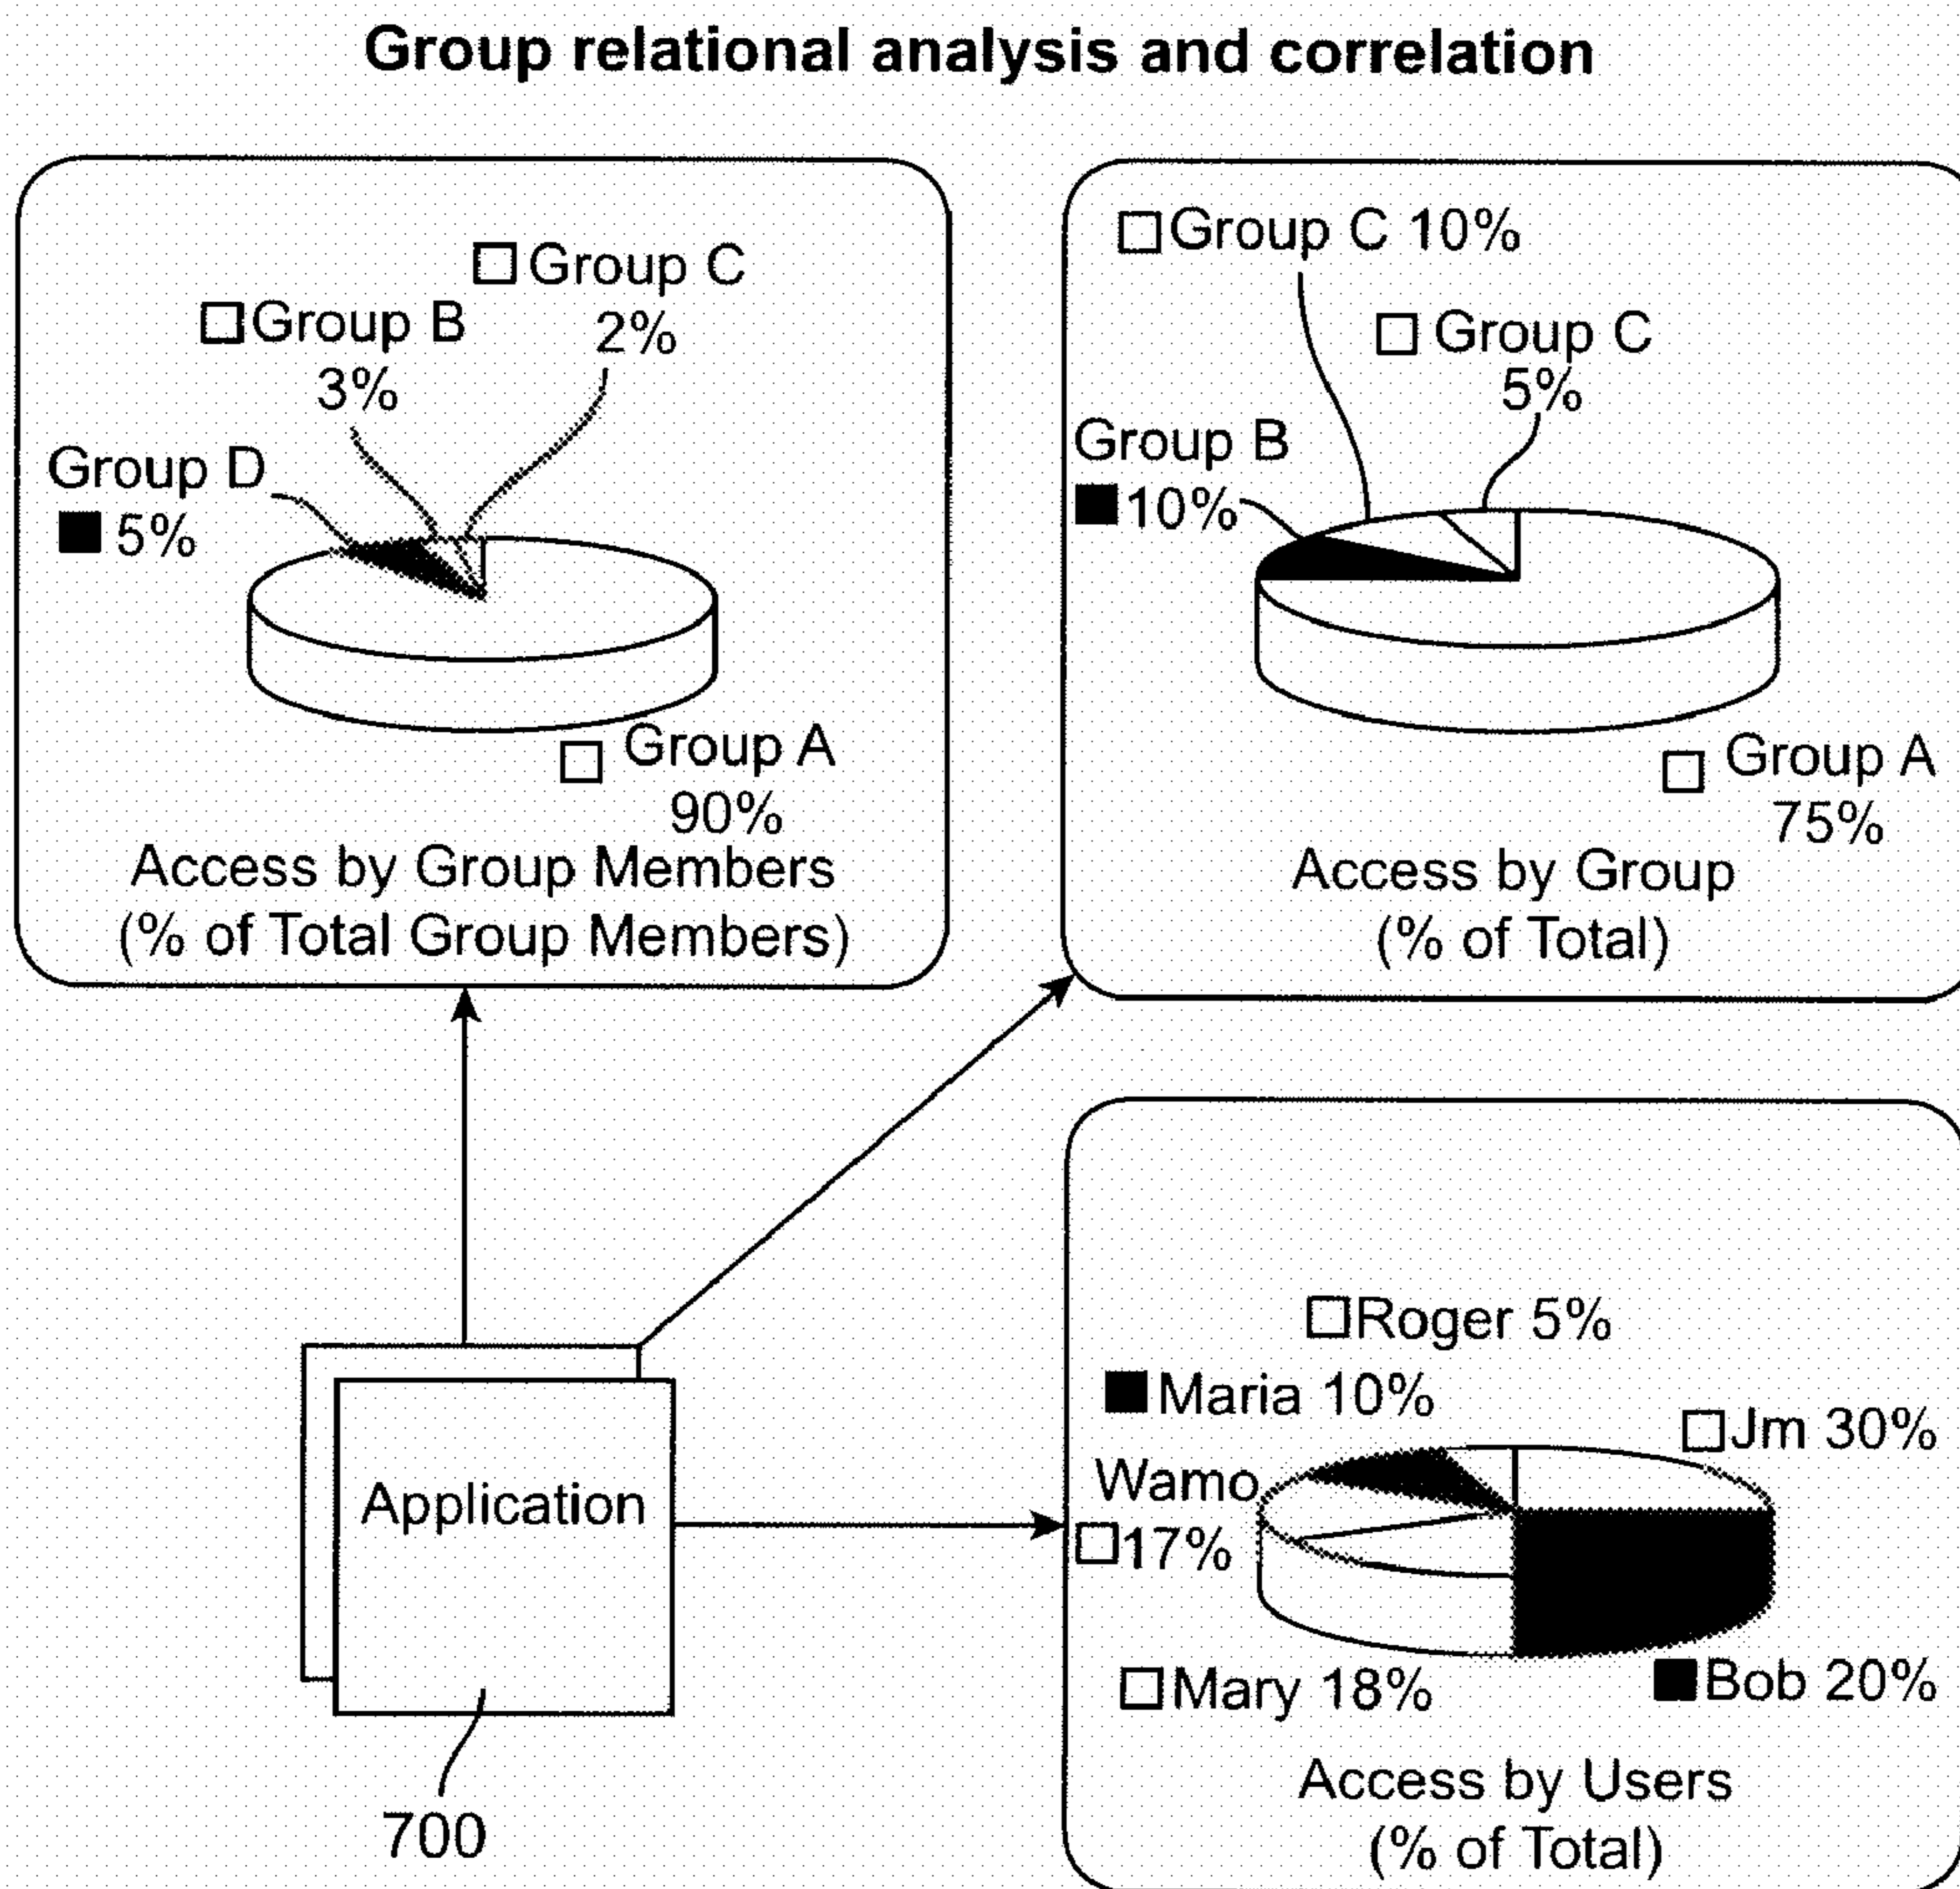 Group relational analysis and correlation
Group C
2%
Group B
3%
Group D
5%
Group A
90%
Access by Group Members
(% of Total Group Members)
Group C 10%
Group C
5%
Group B
10%
Group A
75%
Access by Group
(% of Total)
Application
700
Roger 5%
Maria 10%
Jm 30%
Wamo
17%
Mary 18%
Bob 20%
Access by Users
(% of Total)